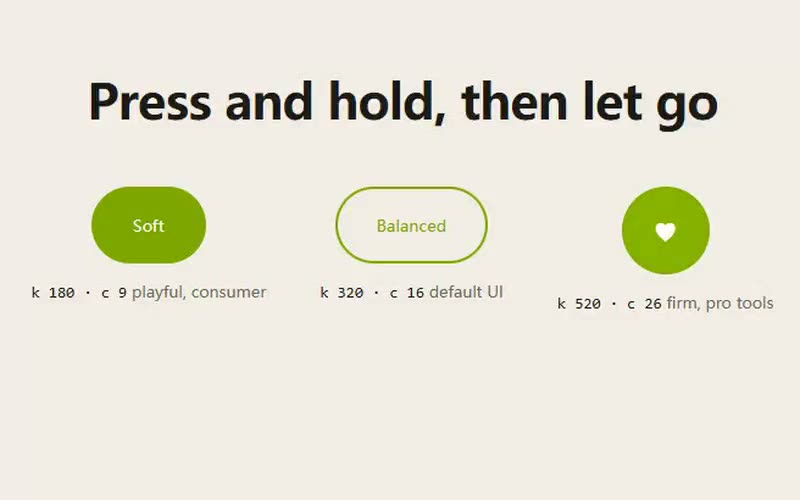 Press and hold, then let go
Soft
Balanced
k 180 · c 9 playful, consumer
k 320 · c 16 default UI
k 520 · c 26 firm, pro tools